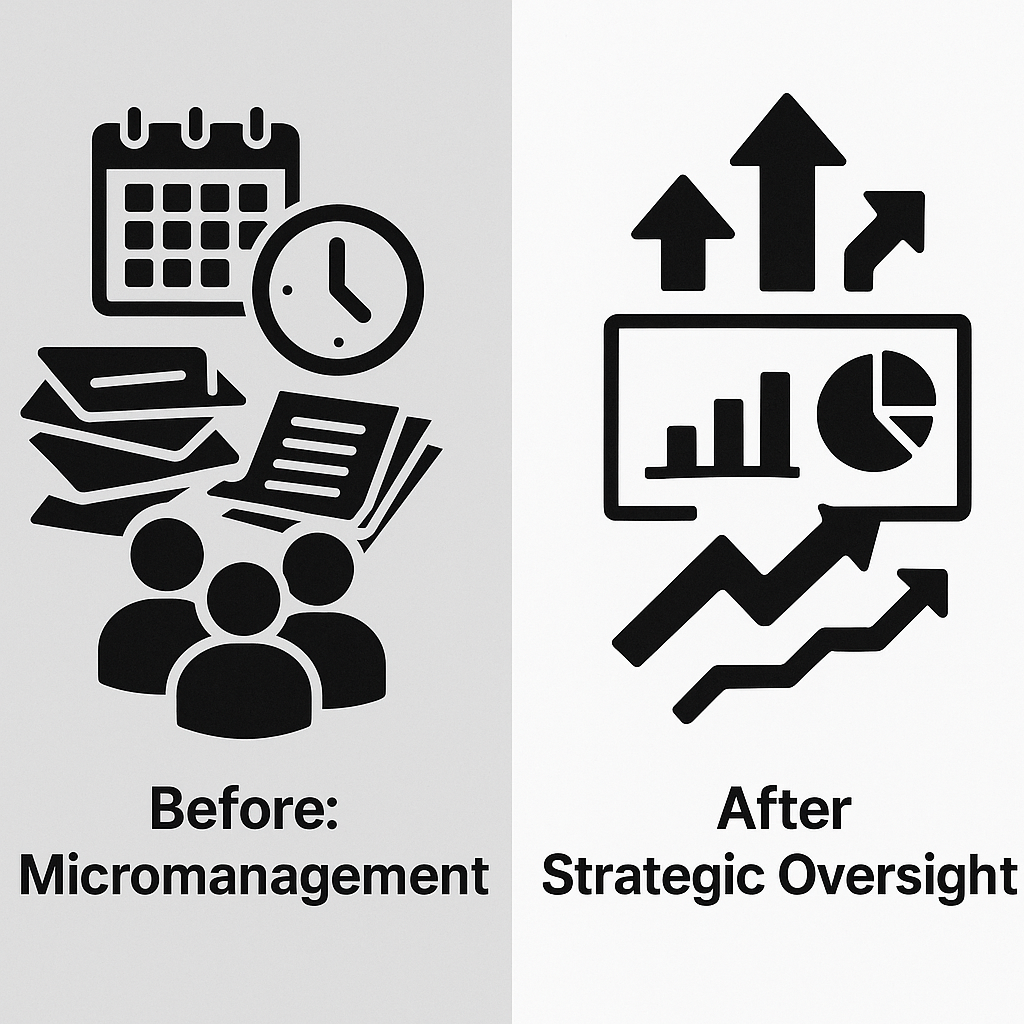 Before:
Micromanagement
After
Strategic Oversight